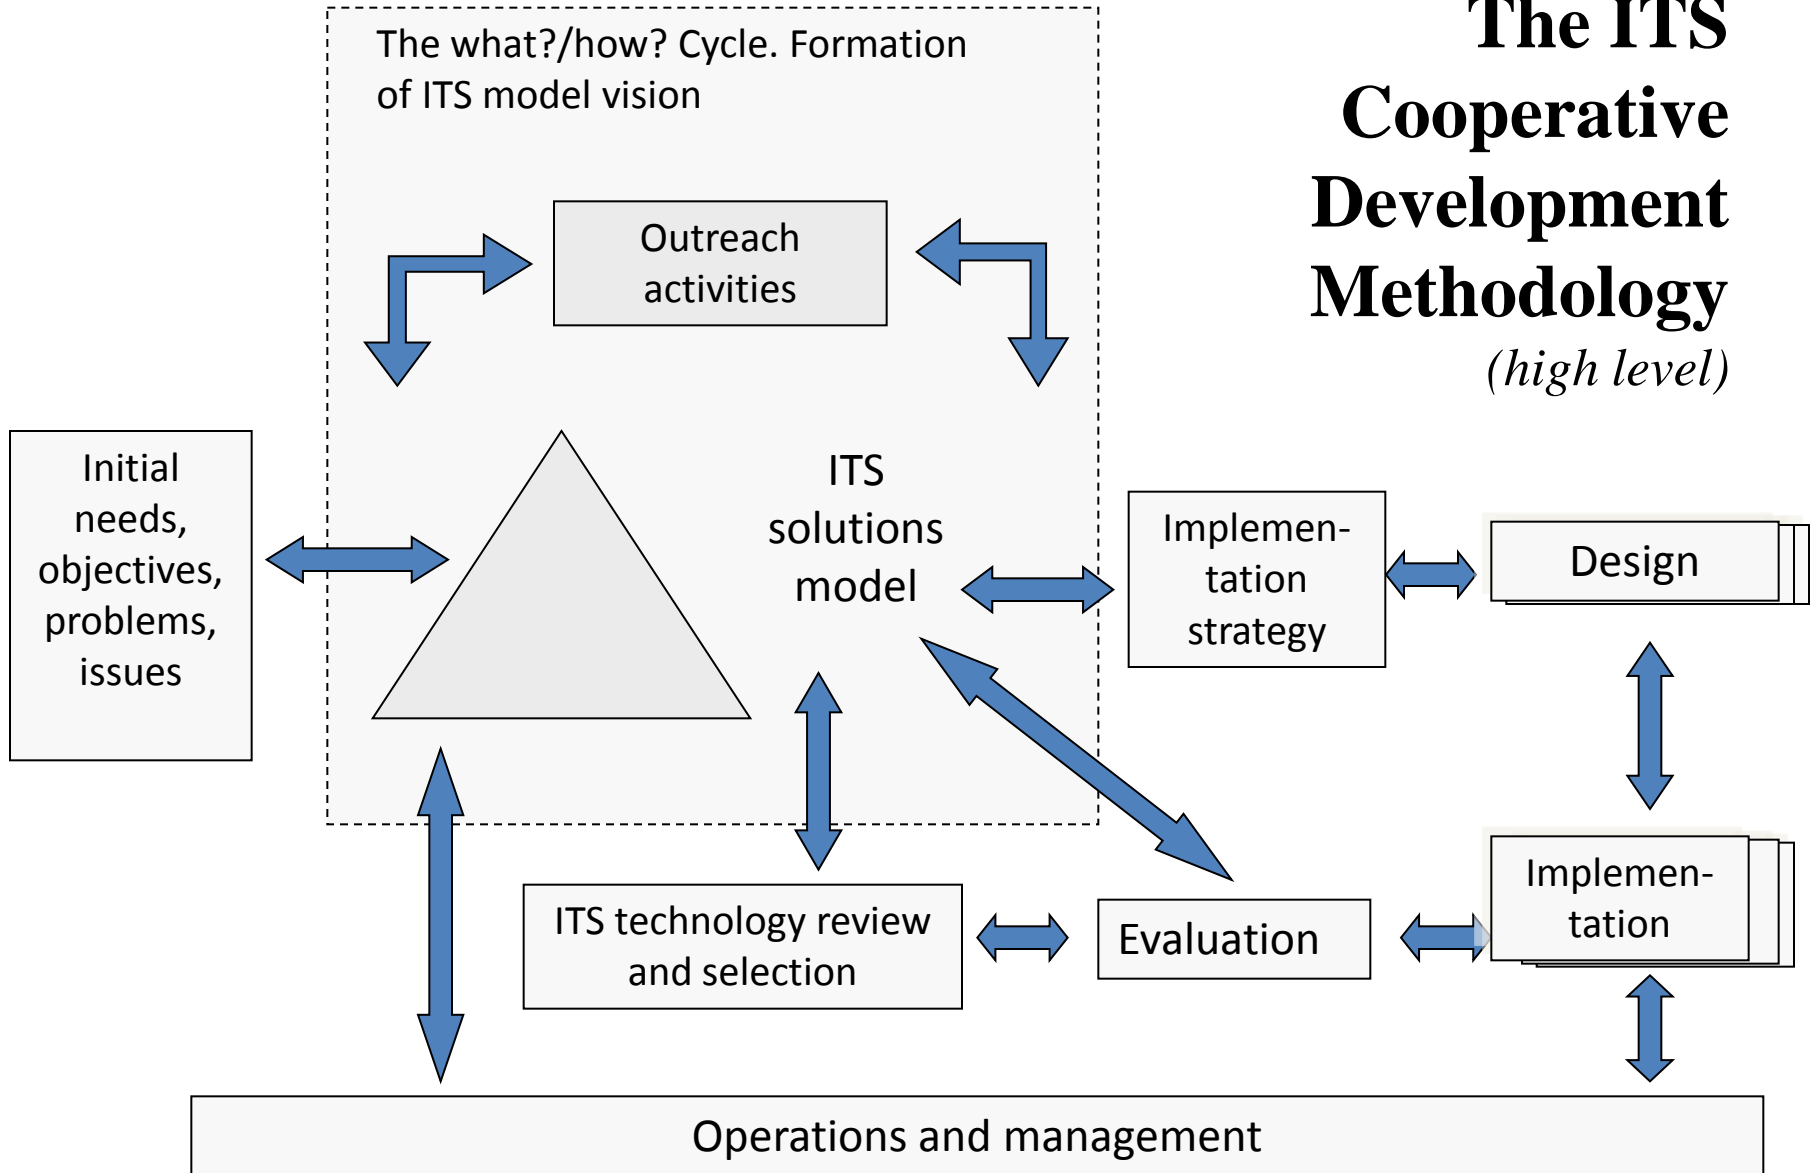 The ITS
Cooperative
Development
Methodology
(high level)
The what?/how? Cycle. Formation
of ITS model vision
Outreach
activities
Initial
needs,
objectives,
problems,
issues
ITS
solutions
model
Implemen-
tation
strategy
Design
ITS technology review
and selection
Evaluation
Implemen-
tation
Operations and management